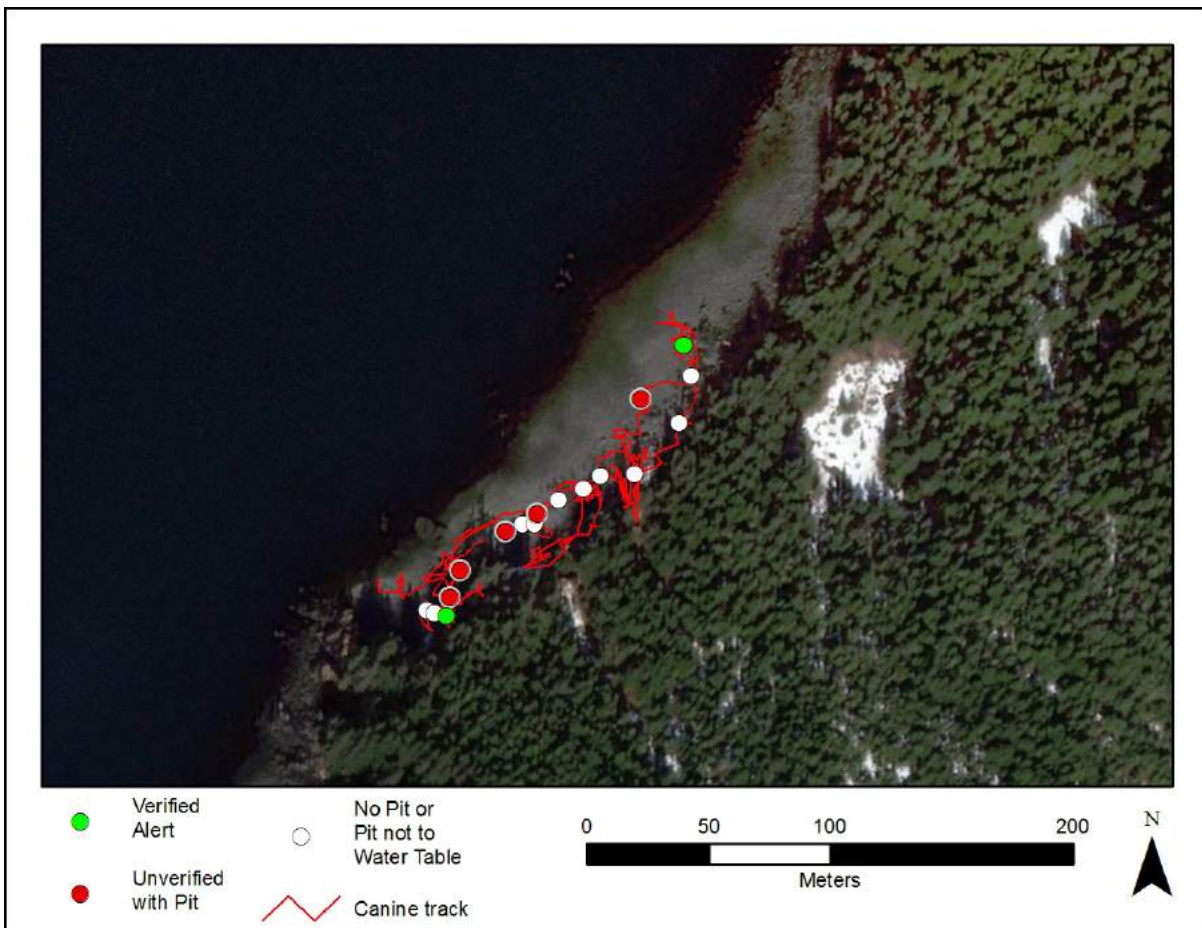 Verified
Alert
Unverified
with Pit
No Pit or
Pit not to
Water Table
Canine track
0 50 100 200
Meters
N